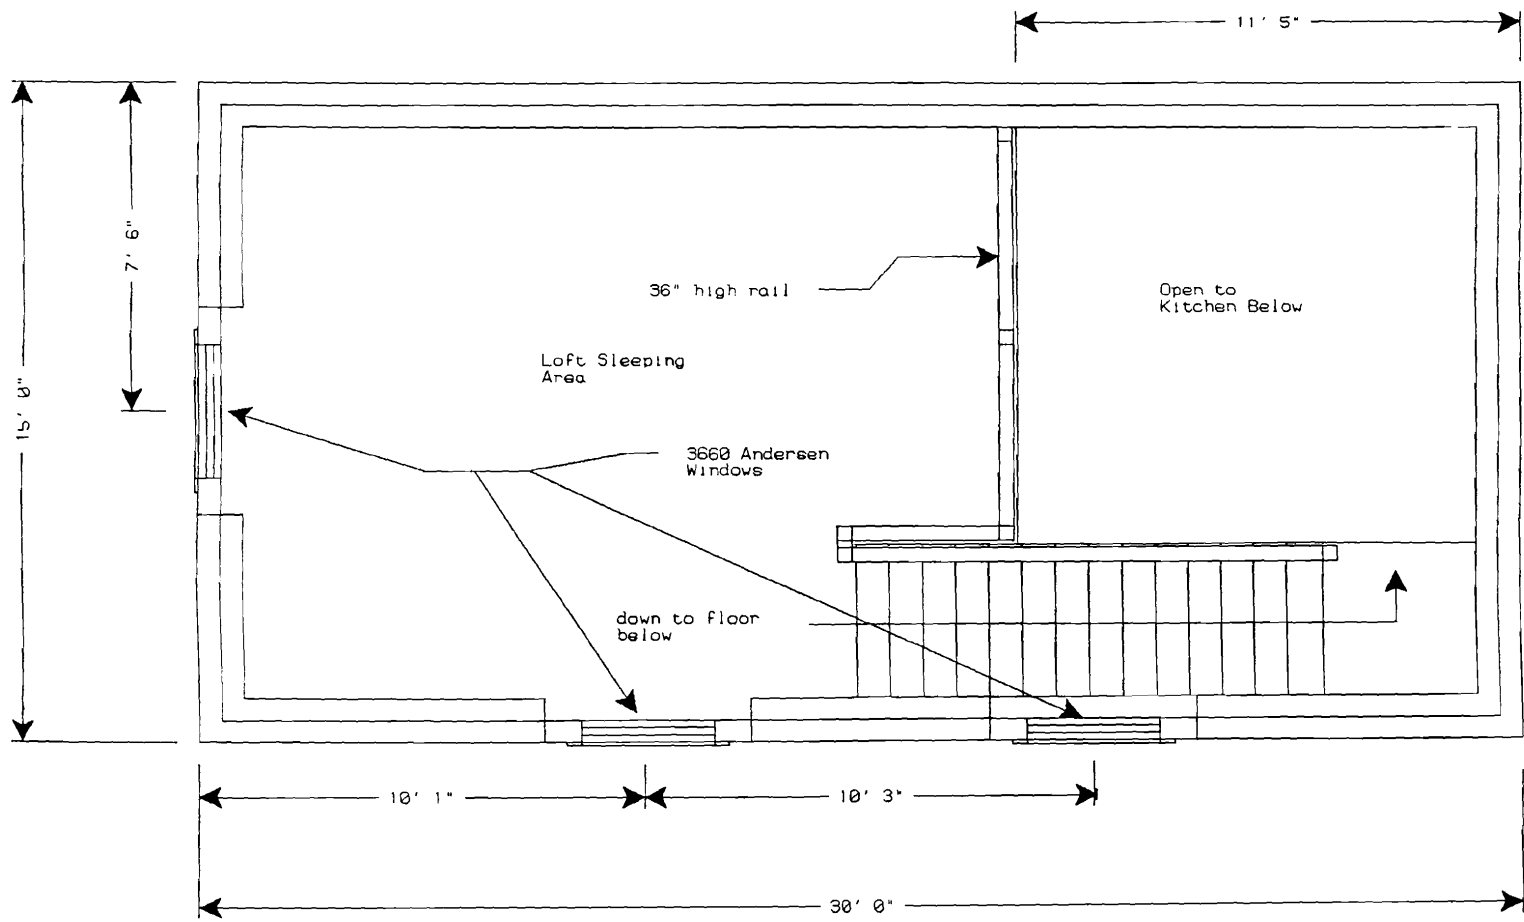 11' 5"
7' 6"
15' 0"
36" high rail
Open to
Kitchen Below
Loft Sleeping
Area
3660 Andersen
Windows
down to floor
below
10' 1"
10' 3"
30' 0"